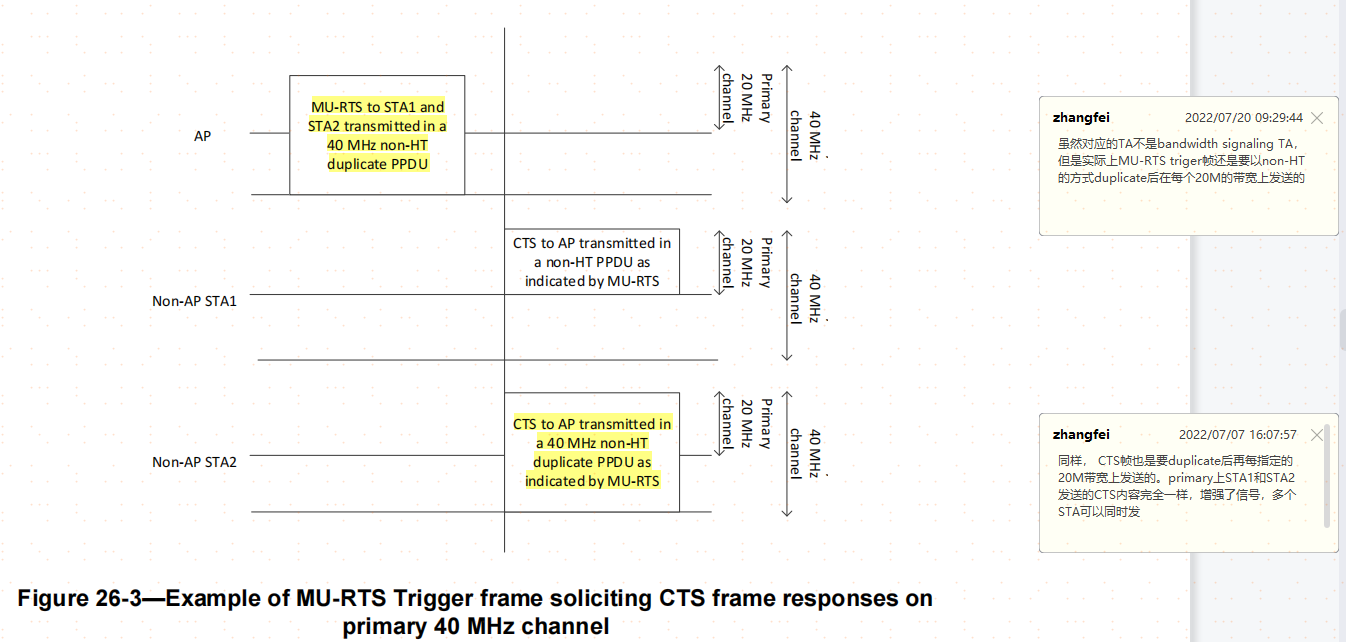 MU-RTS to STA1 and
STA2 transmitted in a
40 MHz non-HT
duplicate PPDU
AP
Primary
20 MHz
channel
40 MHz
channel
CTS to AP transmitted in
a non-HT PPDU as
indicated by MU-RTS
Non-AP STA1
Primary
20 MHz
channel
40 MHz
channel
CTS to AP transmitted in
a 40 MHz non-HT
duplicate PPDU as
indicated by MU-RTS
Non-AP STA2
Primary
20 MHz
channel
40 MHz
channel
Figure 26-3—Example of MU-RTS Trigger frame soliciting CTS frame responses on
primary 40 MHz channel
zhangfei 2022/07/20 09:29:44
虽然对应的TA不是bandwidth signaling TA，
但是实际上MU-RTS triger帧还是要以non-HT
的方式duplicate后在每个20M的带宽上发送的
zhangfei 2022/07/07 16:07:57
同样， CTS帧也是要duplicate后再每指定的
20M带宽上发送的。primary上STA1和STA2
发送的CTS内容完全一样，增强了信号，多个
STA可以同时发